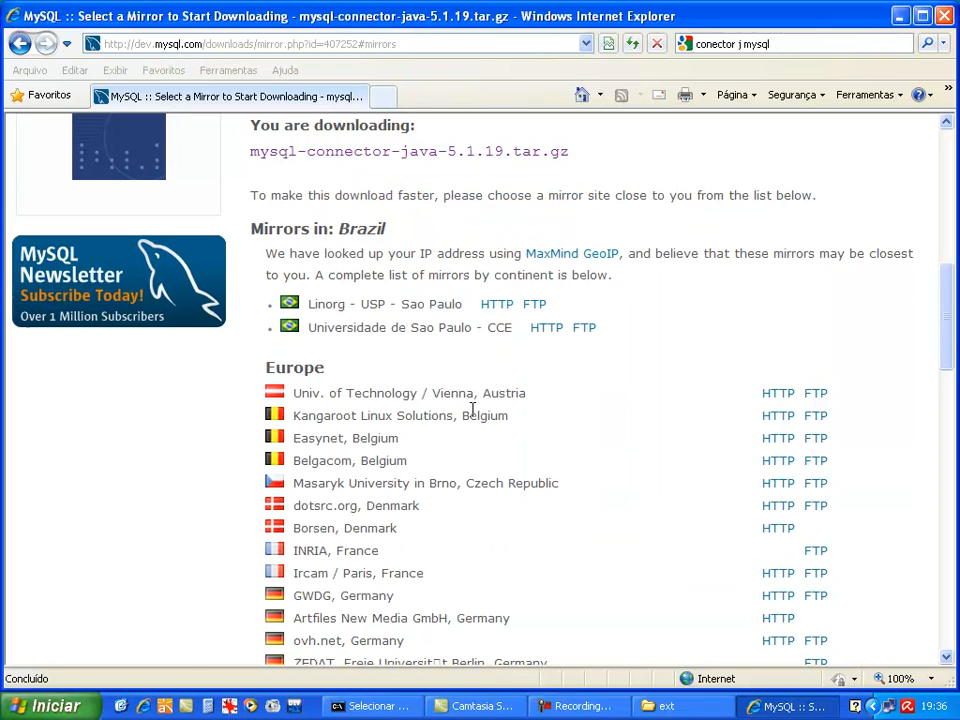 MySQL :: Select a Mirror to Start Downloading - mysql-connector-java-5.1.19.tar.gz - Windows Internet Explorer
http://dev.mysql.com/downloads/mirror.php?id=407252#mirrors
conector j mysql
Arquivo Editar Exibir Favoritos Ferramentas Ajuda
Favoritos MySQL :: Select a Mirror to Start Downloading - mysql... Página Segurança Ferramentas
You are downloading:
mysql-connector-java-5.1.19.tar.gz
To make this download faster, please choose a mirror site close to you from the list below.
Mirrors in: Brazil
We have looked up your IP address using MaxMind GeoIP, and believe that these mirrors may be closest
to you. A complete list of mirrors by continent is below.
Linorg - USP - Sao Paulo HTTP FTP
Universidade de Sao Paulo - CCE HTTP FTP
MySQL
Newsletter
Subscribe Today!
Over 1 Million Subscribers
Europe
Univ. of Technology / Vienna, Austria HTTP FTP
Kangaroot Linux Solutions, Belgium HTTP FTP
Easynet, Belgium HTTP FTP
Belgacom, Belgium HTTP FTP
Masaryk University in Brno, Czech Republic HTTP FTP
dotsrc.org, Denmark HTTP FTP
Borsen, Denmark HTTP
INRIA, France FTP
Ircam / Paris, France HTTP FTP
GWDG, Germany HTTP FTP
Artfiles New Media GmbH, Germany HTTP
ovh.net, Germany HTTP FTP
ZEDAT, Freie Universit▯t Berlin, Germany FTP
Concluído Internet 100%
Iniciar Selecionar ... Camtasia S... Recording... ext MySQL :: S... 19:36